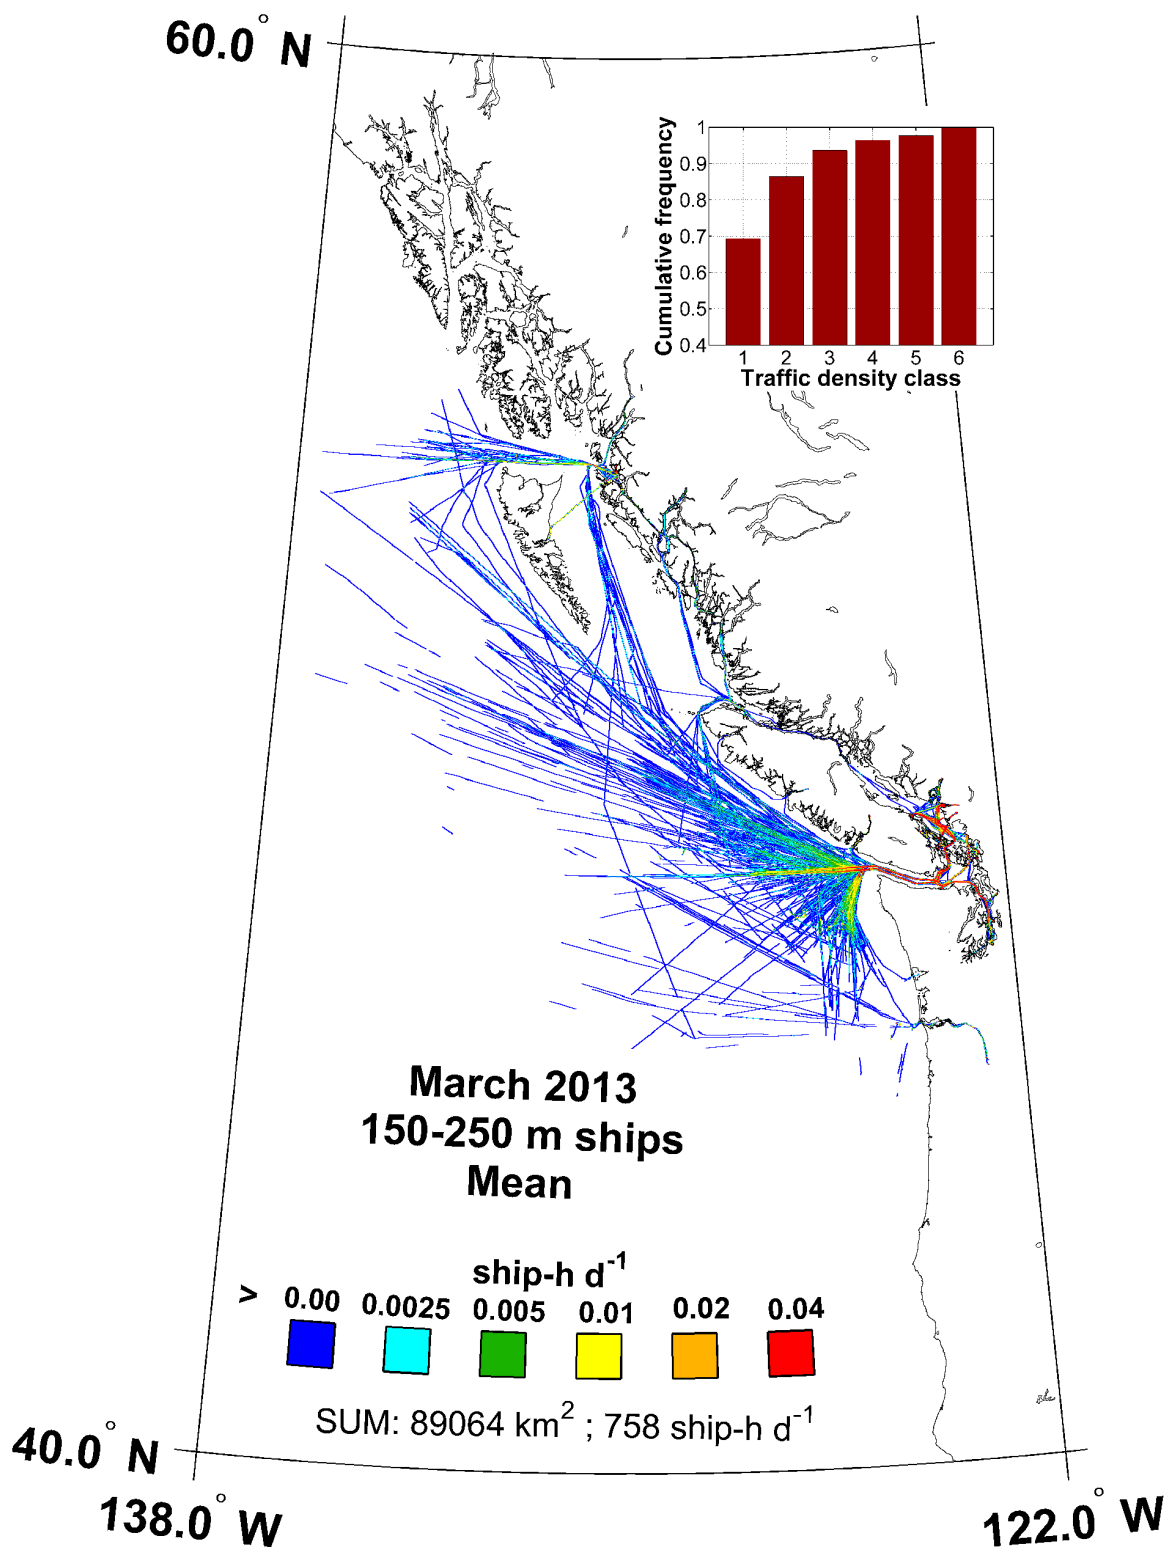 60.0° N
Cumulative frequency
1
0.9
0.8
0.7
0.6
0.5
0.4
1 2 3 4 5 6
Traffic density class
March 2013
150-250 m ships
Mean
ship-h d⁻¹
> 0.00 0.0025 0.005 0.01 0.02 0.04
SUM: 89064 km² ; 758 ship-h d⁻¹
40.0° N
138.0° W
122.0° W